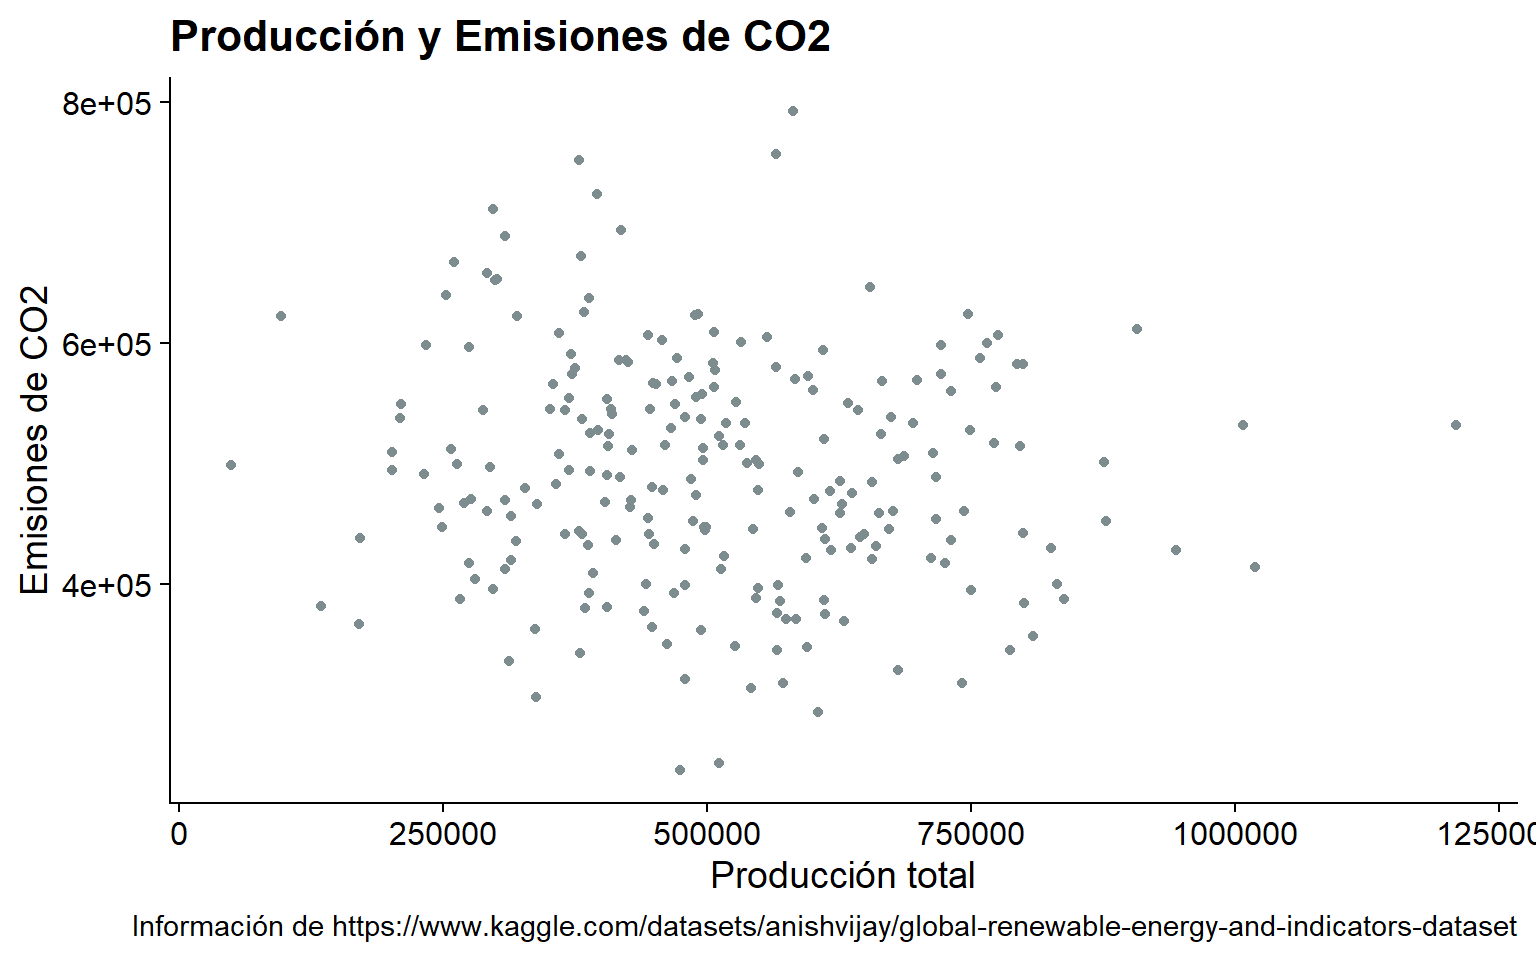 Producción y Emisiones de CO2
8e+05
6e+05
4e+05
Emisiones de CO2
0 250000 500000 750000 1000000 125000
Producción total
Información de https://www.kaggle.com/datasets/anishvijay/global-renewable-energy-and-indicators-dataset